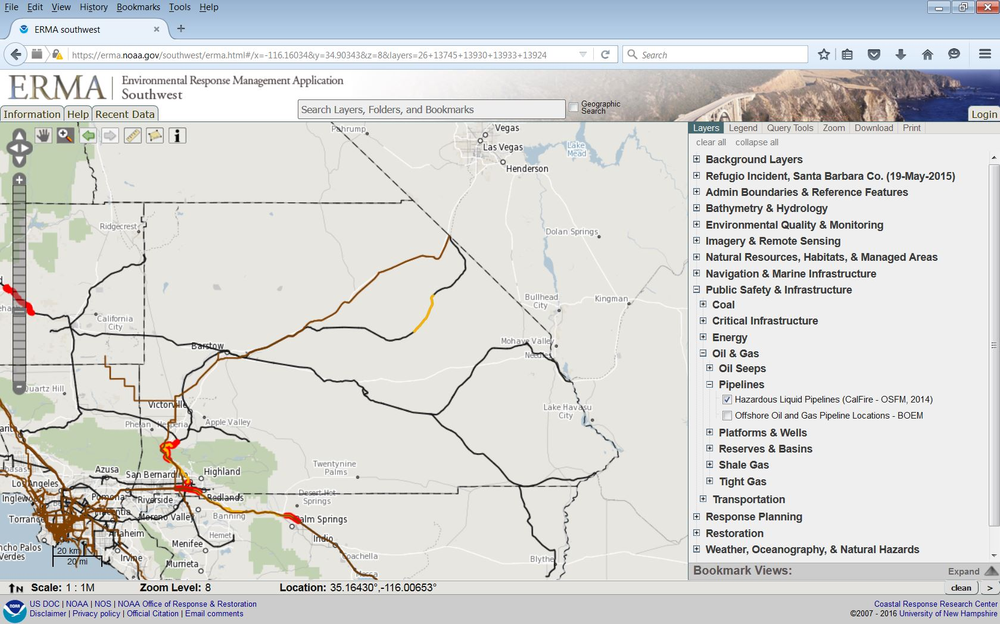 File Edit View History Bookmarks Tools Help
ERMA southwest
https://erma.noaa.gov/southwest/erma.html#/x=-116.16034&y=34.90343&z=8&layers=26+13745+13930+13933+13924
Search
ERMA
Environmental Response Management Application
Southwest
Information Help Recent Data
Search Layers, Folders, and Bookmarks
Geographic
Search
Login
Layers Legend Query Tools Zoom Download Print
clear all collapse all
Background Layers
Refugio Incident, Santa Barbara Co. (19-May-2015)
Admin Boundaries & Reference Features
Bathymetry & Hydrology
Environmental Quality & Monitoring
Imagery & Remote Sensing
Natural Resources, Habitats, & Managed Areas
Navigation & Marine Infrastructure
Public Safety & Infrastructure
Coal
Critical Infrastructure
Energy
Oil & Gas
Oil Seeps
Pipelines
Hazardous Liquid Pipelines (CalFire - OSFM, 2014)
Offshore Oil and Gas Pipeline Locations - BOEM
Platforms & Wells
Reserves & Basins
Shale Gas
Tight Gas
Transportation
Response Planning
Restoration
Weather, Oceanography, & Natural Hazards
Bookmark Views:
Expand
Pahrump
Vegas
Las Vegas
Lake
Mead
Henderson
Ridgecrest
Dolan Springs
Bullhead
City
Kingman
California
City
Mohave Valley
Barstow
Needles
Quartz Hill
Victorville
Lake Havasu
City
Phelan
Hesperia
Apple Valley
Twentynine
Palms
Azusa
San Bernardino
Highland
Los Angeles
Inglew
Pomona
Riverside
Redlands
Desert Hot
Springs
Banning
Moreno Valley
Torrance
Palm Springs
Anaheim
Hemet
Indio
Menifee
ncho Palos
Verdes
20 km
20 mi
Irvine
Murrieta
Coachella
Blythe
Mecca
N Scale: 1 : 1M
Zoom Level: 8
Location: 35.16430°,-116.00653°
clean >
NOAA
US DOC | NOAA | NOS | NOAA Office of Response & Restoration
Disclaimer | Privacy policy | Official Citation | Email comments
Coastal Response Research Center
©2007 - 2016 University of New Hampshire